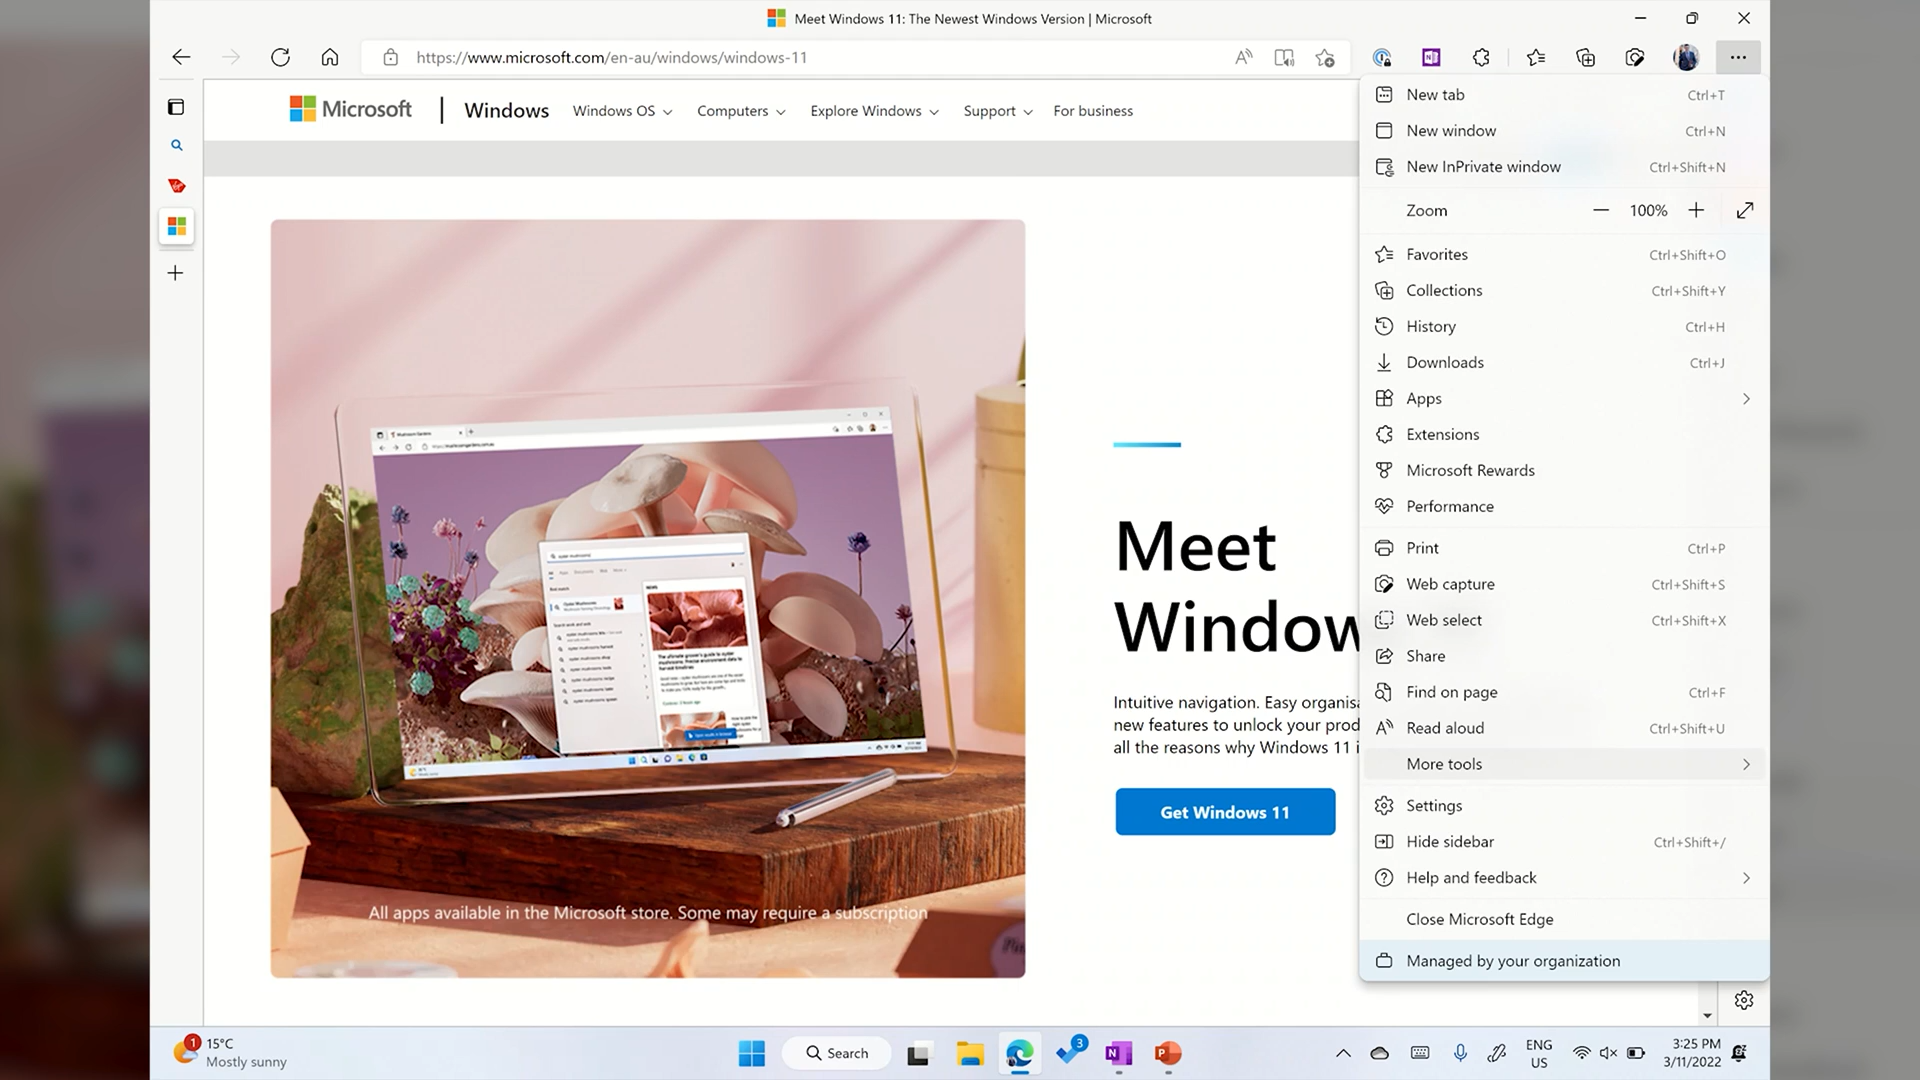 Meet Windows 11: The Newest Windows Version | Microsoft
https://www.microsoft.com/en-au/windows/windows-11
Microsoft | Windows
Windows OS
Computers
Explore Windows
Support
For business
Meet
Window
Intuitive navigation. Easy organisa
new features to unlock your prod
all the reasons why Windows 11 i
Get Windows 11
All apps available in the Microsoft store. Some may require a subscription
New tab Ctrl+T
New window Ctrl+N
New InPrivate window Ctrl+Shift+N
Zoom 100%
Favorites Ctrl+Shift+O
Collections Ctrl+Shift+Y
History Ctrl+H
Downloads Ctrl+J
Apps
Extensions
Microsoft Rewards
Performance
Print Ctrl+P
Web capture Ctrl+Shift+S
Web select Ctrl+Shift+X
Share
Find on page Ctrl+F
Read aloud Ctrl+Shift+U
More tools
Settings
Hide sidebar Ctrl+Shift+/
Help and feedback
Close Microsoft Edge
Managed by your organization
1
15°C
Mostly sunny
Search
3
ENG
US
3:25 PM
3/11/2022